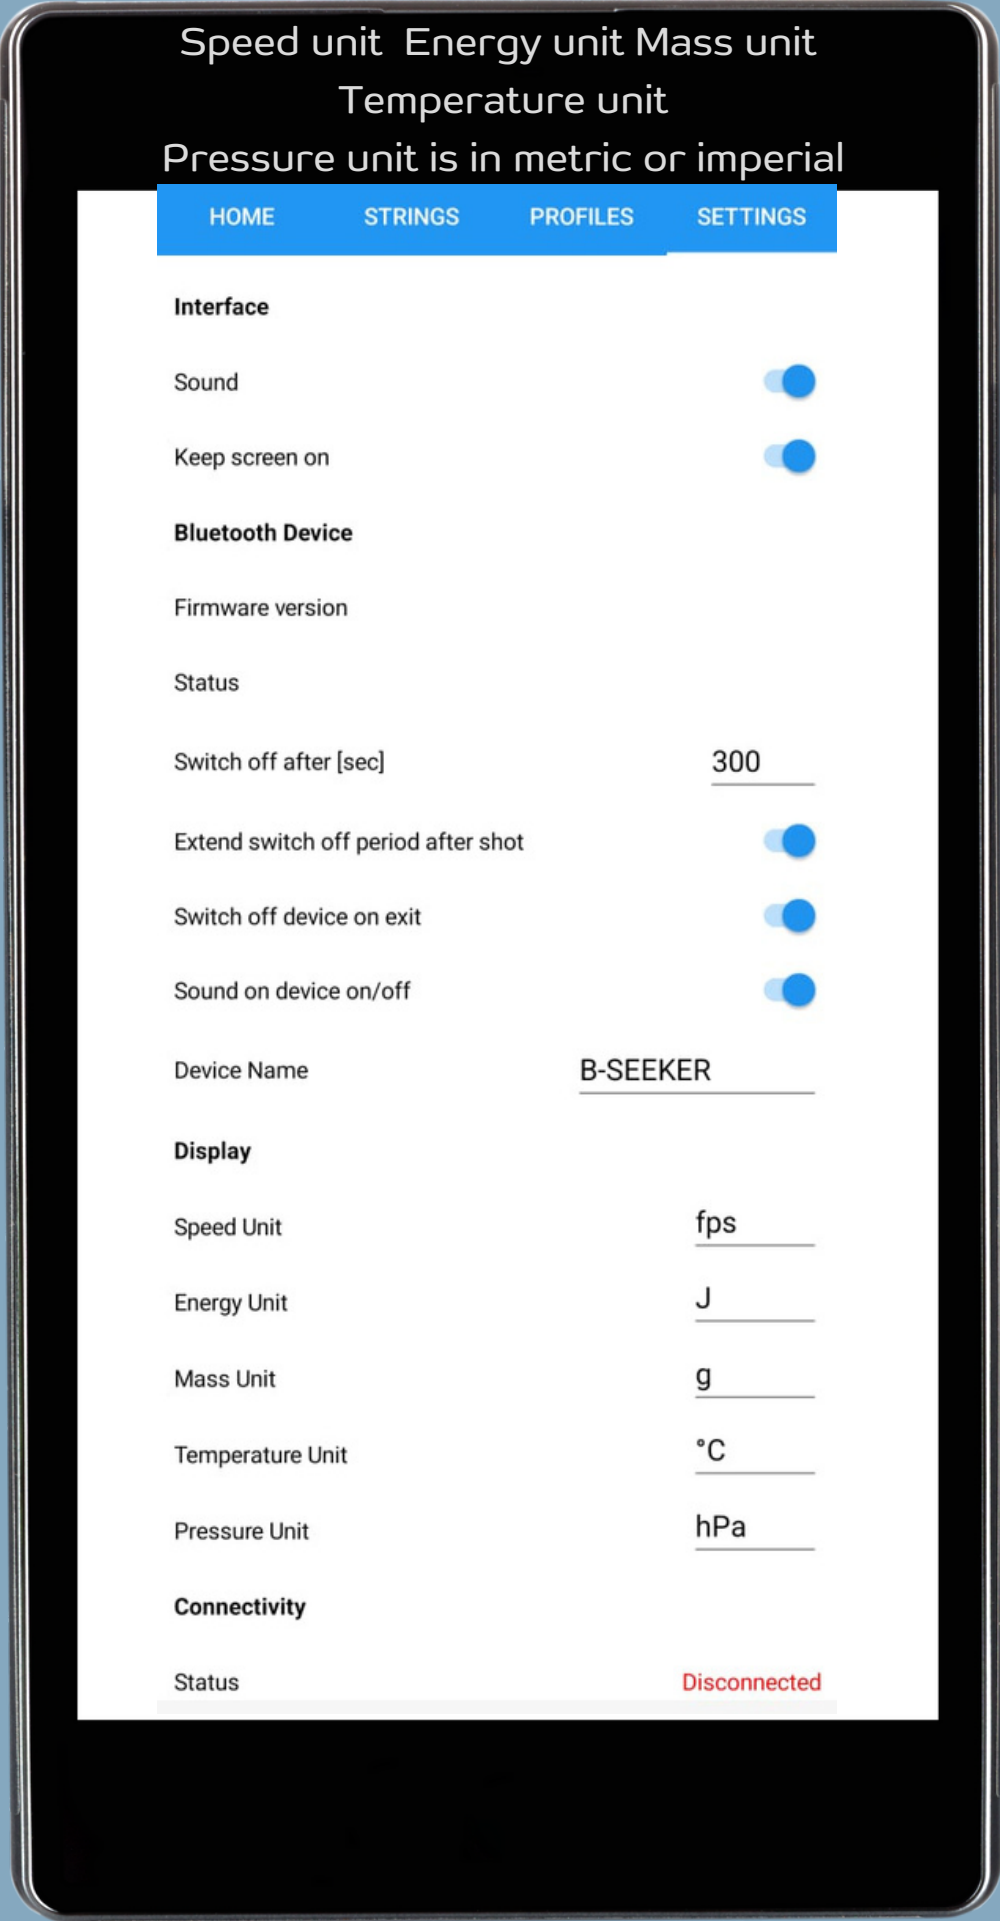 Speed unit Energy unit Mass unit
Temperature unit
Pressure unit is in metric or imperial
HOME STRINGS PROFILES SETTINGS
Interface
Sound
Keep screen on
Bluetooth Device
Firmware version
Status
Switch off after [sec] 300
Extend switch off period after shot
Switch off device on exit
Sound on device on/off
Device Name B-SEEKER
Display
Speed Unit fps
Energy Unit J
Mass Unit g
Temperature Unit °C
Pressure Unit hPa
Connectivity
Status Disconnected